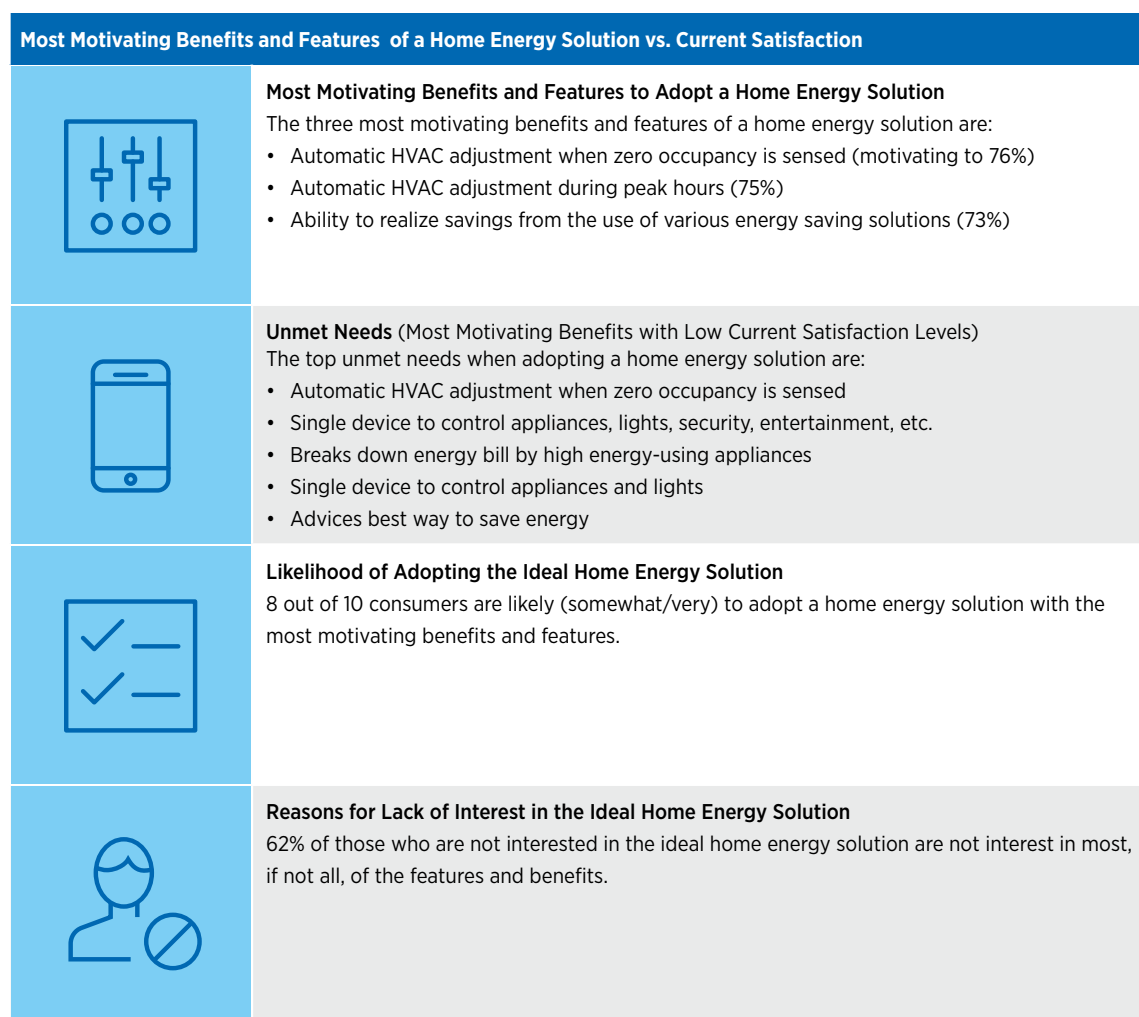 Most Motivating Benefits and Features of a Home Energy Solution vs. Current Satisfaction
Most Motivating Benefits and Features to Adopt a Home Energy Solution
The three most motivating benefits and features of a home energy solution are:
• Automatic HVAC adjustment when zero occupancy is sensed (motivating to 76%)
• Automatic HVAC adjustment during peak hours (75%)
• Ability to realize savings from the use of various energy saving solutions (73%)
Unmet Needs (Most Motivating Benefits with Low Current Satisfaction Levels)
The top unmet needs when adopting a home energy solution are:
• Automatic HVAC adjustment when zero occupancy is sensed
• Single device to control appliances, lights, security, entertainment, etc.
• Breaks down energy bill by high energy-using appliances
• Single device to control appliances and lights
• Advices best way to save energy
Likelihood of Adopting the Ideal Home Energy Solution
8 out of 10 consumers are likely (somewhat/very) to adopt a home energy solution with the
most motivating benefits and features.
Reasons for Lack of Interest in the Ideal Home Energy Solution
62% of those who are not interested in the ideal home energy solution are not interest in most,
if not all, of the features and benefits.